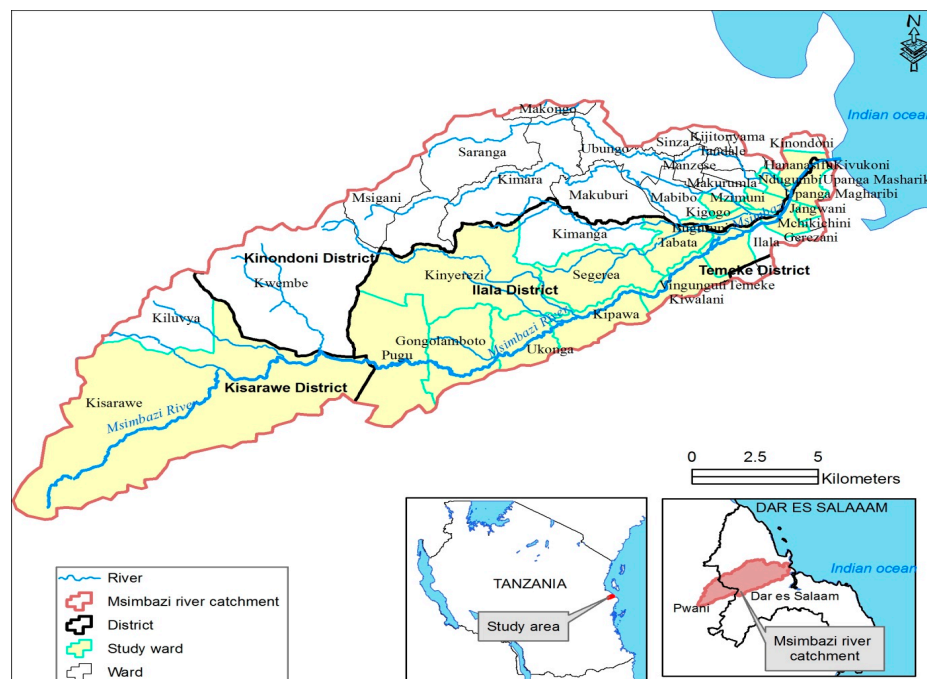 N
Indian ocean
Makongo
Kinondoni
Sinza
Kijitonyama
Tandale
Ubungo
Saranga
Manzese
Hananasifu
Kivukoni
Kimara
Makurumla
Ndugumbi
Upanga Masharik
Msigani
Makuburi
Mabibo
Mzimuni
Upanga Magharibi
Kigogo
Msimbazi
Jangwani
Mchikichini
Kimanga
Tabata
Ilala
Gerezani
Kinondoni District
Kwembe
Kinyerezi
Segerea
Temeke District
Ilala District
Vingunguti
Temeke
Kiwalani
Kiluvya
Kipawa
Msimbazi River
Gongolamboto
Pugu
Ukonga
Kisarawe District
Kisarawe
Msimbazi River
0 2.5 5
Kilometers
River
Msimbazi river catchment
District
Study ward
Ward
TANZANIA
Study area
DAR ES SALAAAM
Indian ocean
Dar es Salaam
Pwani
Msimbazi river
catchment